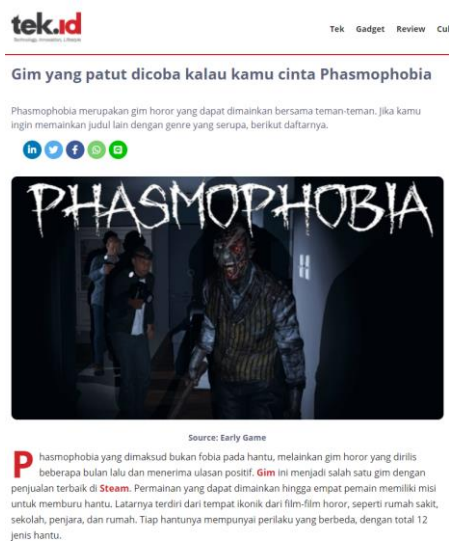 tek.id
Technology, Innovation, Lifestyle
Tek Gadget Review Cul
Gim yang patut dicoba kalau kamu cinta Phasmophobia
Phasmophobia merupakan gim horor yang dapat dimainkan bersama teman-teman. Jika kamu
ingin memainkan judul lain dengan genre yang serupa, berikut daftarnya.
PHASMOPHOBIA
Source: Early Game
Phasmophobia yang dimaksud bukan fobia pada hantu, melainkan gim horor yang dirilis
beberapa bulan lalu dan menerima ulasan positif. Gim ini menjadi salah satu gim dengan
penjualan terbaik di Steam. Permainan yang dapat dimainkan hingga empat pemain memiliki misi
untuk memburu hantu. Latarnya terdiri dari tempat ikonik dari film-film horor, seperti rumah sakit,
sekolah, penjara, dan rumah. Tiap hantunya mempunyai perilaku yang berbeda, dengan total 12
jenis hantu.